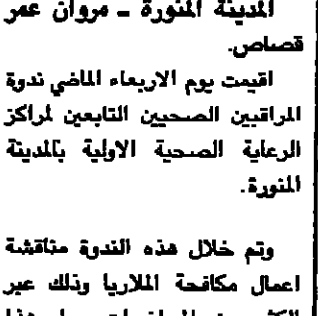 المدينة المنورة ـ مروان عمر
قصاص.
اقيمت يوم الاربعاء الماضي ندوة
المراقبين الصحيين التابعين لمراكز
الرعاية الصحية الاولية بالمدينة
المنورة.
وتم خلال هذه الندوة مناقشة
اعمال مكافحة الملاريا وذلك عبر